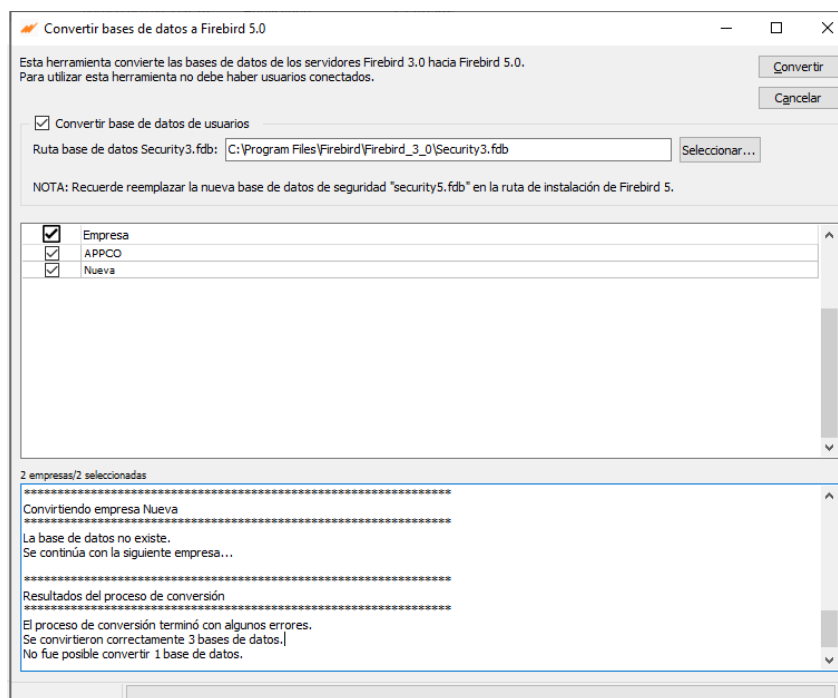 Convertir bases de datos a Firebird 5.0
Esta herramienta convierte las bases de datos de los servidores Firebird 3.0 hacia Firebird 5.0.
Para utilizar esta herramienta no debe haber usuarios conectados.
Convertir
Cancelar
Convertir base de datos de usuarios
Ruta base de datos Security3.fdb: C:\Program Files\Firebird\Firebird_3_0\Security3.fdb Seleccionar...
NOTA: Recuerde reemplazar la nueva base de datos de seguridad "security5.fdb" en la ruta de instalación de Firebird 5.
Empresa
APPCO
Nueva
2 empresas/2 seleccionadas
****************************************************************
Convirtiendo empresa Nueva
****************************************************************
La base de datos no existe.
Se continúa con la siguiente empresa...
****************************************************************
Resultados del proceso de conversión
****************************************************************
El proceso de conversión terminó con algunos errores.
Se convirtieron correctamente 3 bases de datos.
No fue posible convertir 1 base de datos.